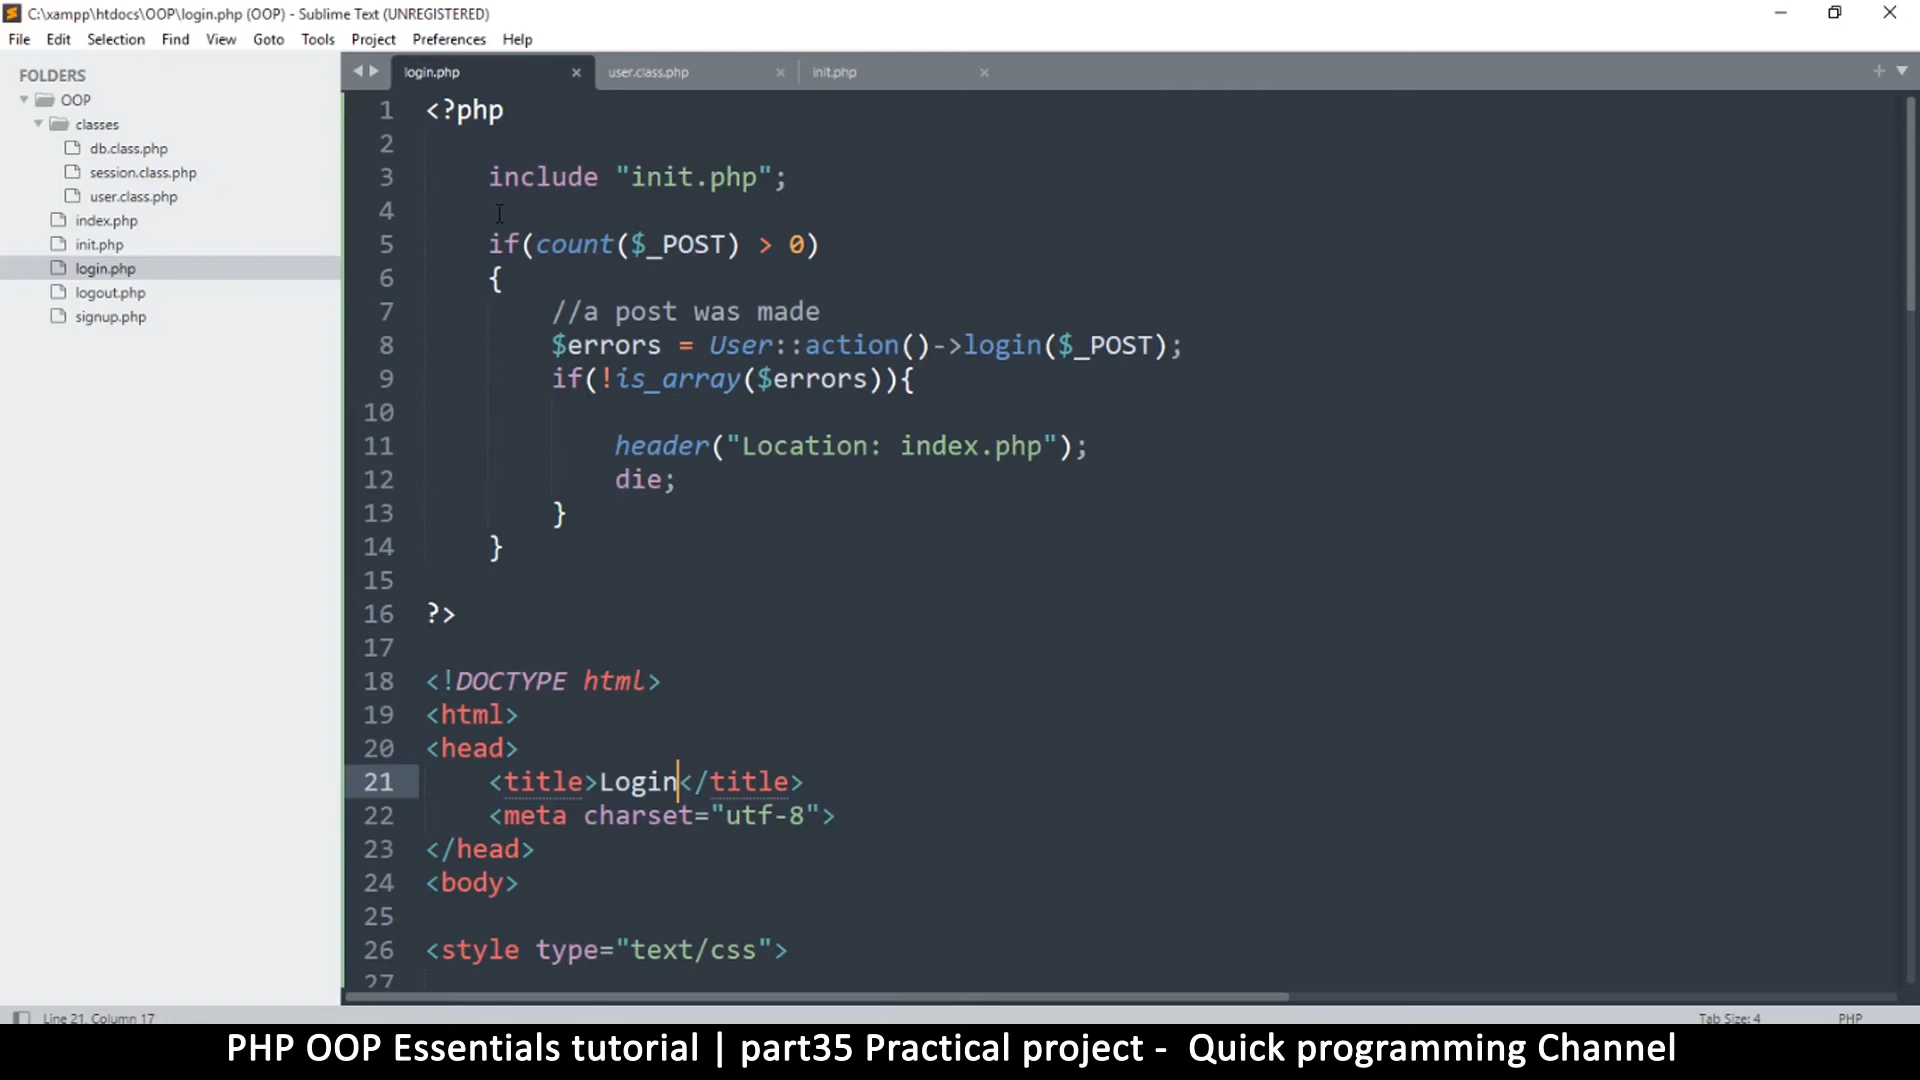 C:\xampp\htdocs\OOP\login.php (OOP) - Sublime Text (UNREGISTERED)
File Edit Selection Find View Goto Tools Project Preferences Help
FOLDERS
OOP
classes
db.class.php
session.class.php
user.class.php
index.php
init.php
login.php
logout.php
signup.php
login.php user.class.php init.php
1 <?php
2
3 include "init.php";
4
5 if(count($_POST) > 0)
6 {
7 //a post was made
8 $errors = User::action()->login($_POST);
9 if(!is_array($errors)){
10
11 header("Location: index.php");
12 die;
13 }
14 }
15
16 ?>
17
18 <!DOCTYPE html>
19 <html>
20 <head>
21 <title>Login</title>
22 <meta charset="utf-8">
23 </head>
24 <body>
25
26 <style type="text/css">
27
Line 21, Column 17 Tab Size: 4 PHP
PHP OOP Essentials tutorial | part35 Practical project - Quick programming Channel